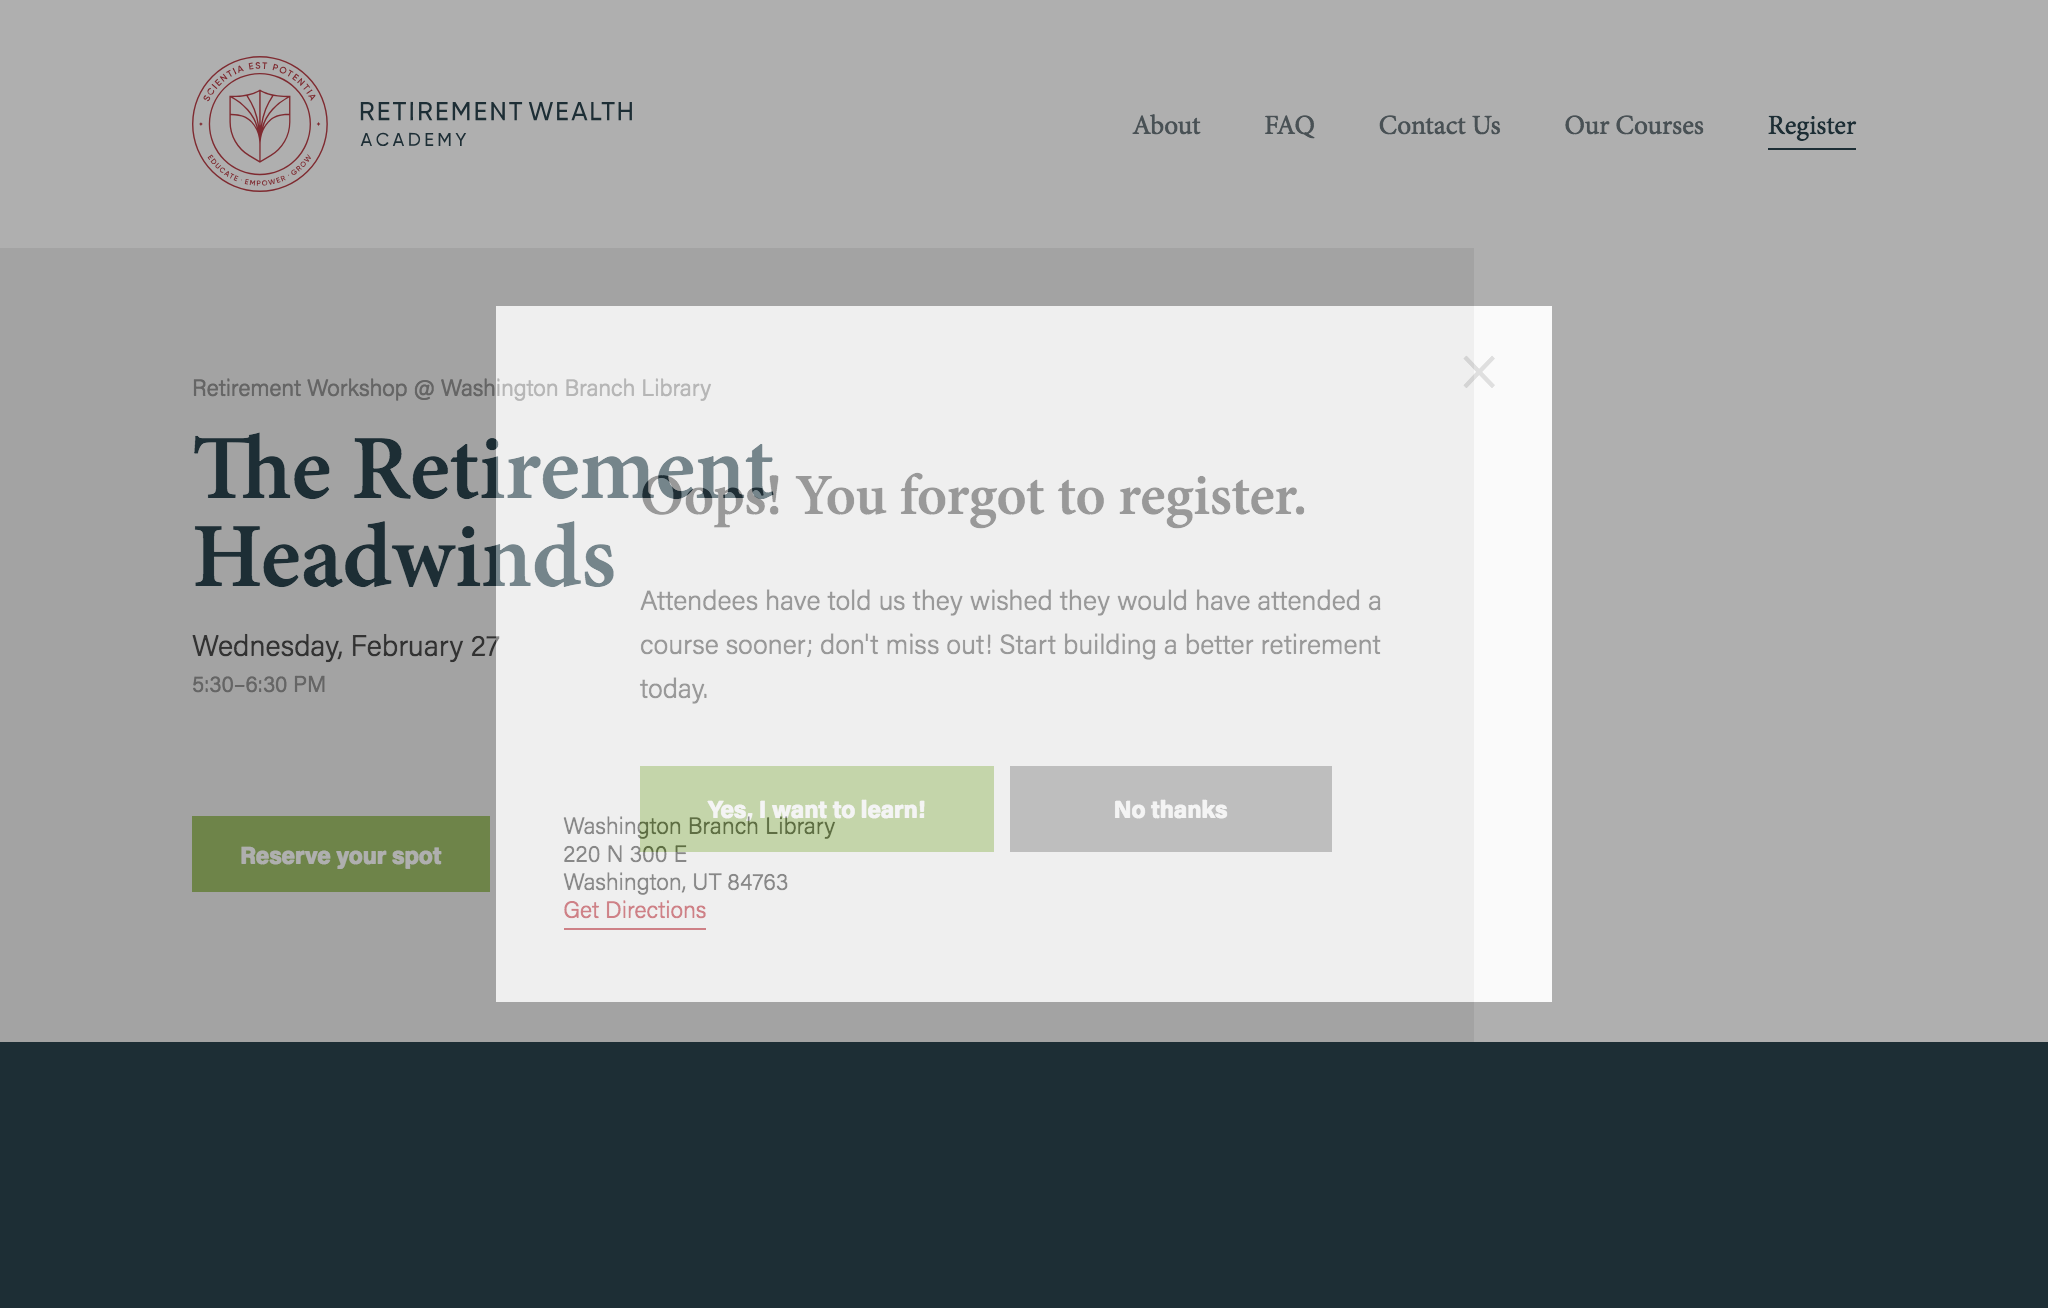 SCIENTIA EST POTENTIA
EDUCATE · EMPOWER · GROW
RETIREMENT WEALTH
ACADEMY
About
FAQ
Contact Us
Our Courses
Register
Retirement Workshop @ Washington Branch Library
The Retirement
Headwinds
Wednesday, February 27
5:30–6:30 PM
Reserve your spot
Washington Branch Library
220 N 300 E
Washington, UT 84763
Get Directions
Oops! You forgot to register.
Attendees have told us they wished they would have attended a
course sooner; don't miss out! Start building a better retirement
today.
Yes, I want to learn!
No thanks